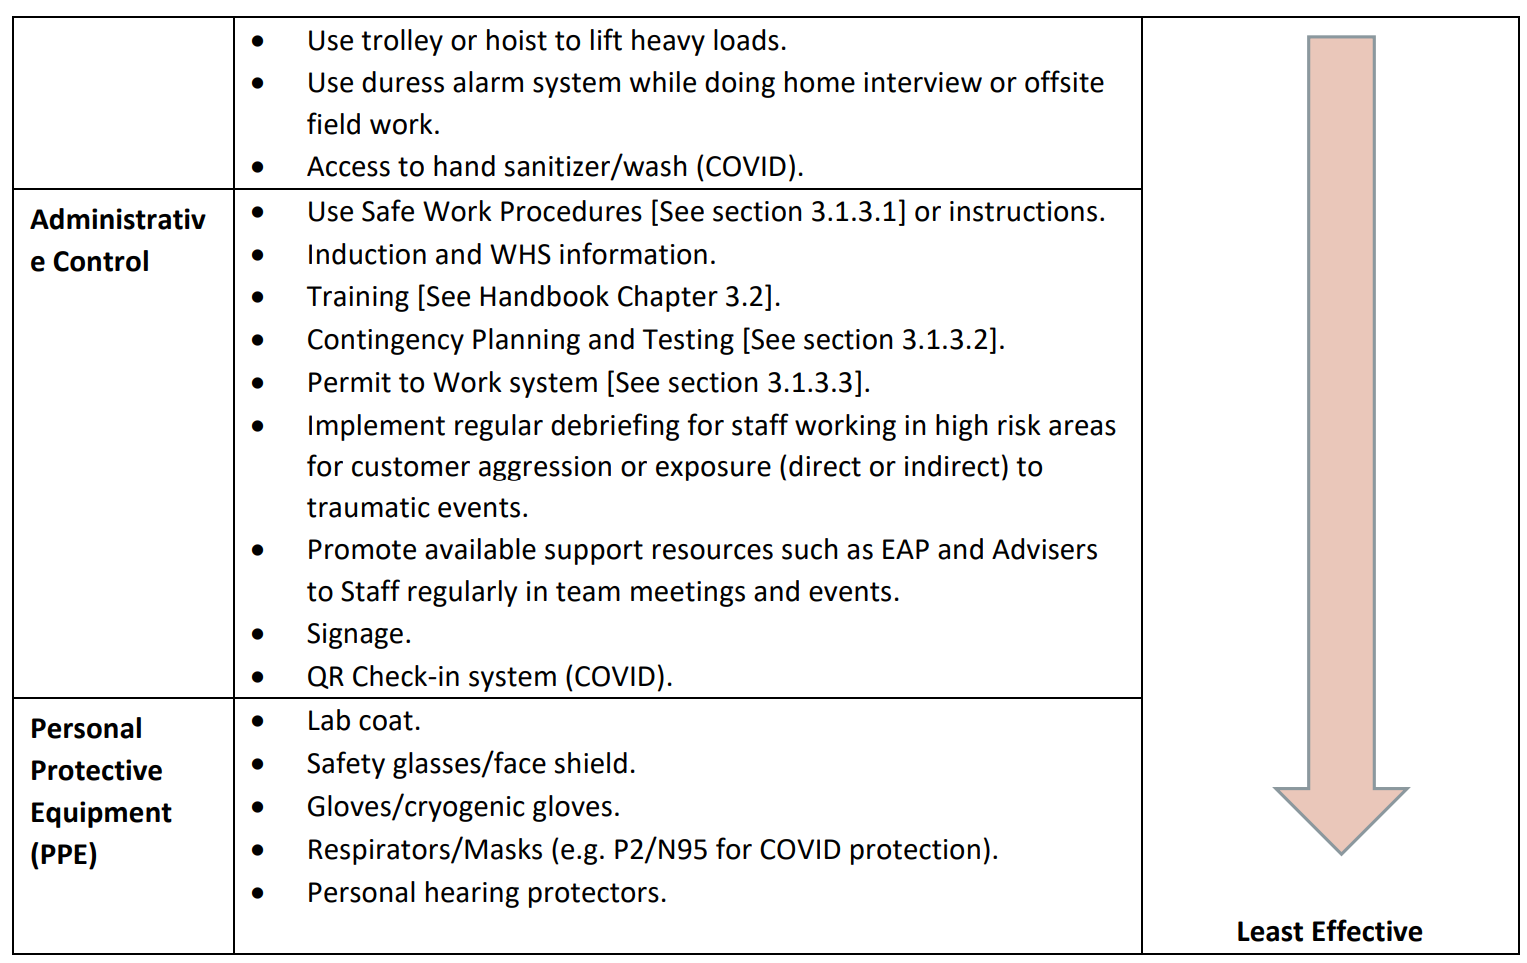 • Use trolley or hoist to lift heavy loads.
• Use duress alarm system while doing home interview or offsite
field work.
• Access to hand sanitizer/wash (COVID).
Administrativ
e Control
• Use Safe Work Procedures [See section 3.1.3.1] or instructions.
• Induction and WHS information.
• Training [See Handbook Chapter 3.2].
• Contingency Planning and Testing [See section 3.1.3.2].
• Permit to Work system [See section 3.1.3.3].
• Implement regular debriefing for staff working in high risk areas
for customer aggression or exposure (direct or indirect) to
traumatic events.
• Promote available support resources such as EAP and Advisers
to Staff regularly in team meetings and events.
• Signage.
• QR Check-in system (COVID).
Personal
Protective
Equipment
(PPE)
• Lab coat.
• Safety glasses/face shield.
• Gloves/cryogenic gloves.
• Respirators/Masks (e.g. P2/N95 for COVID protection).
• Personal hearing protectors.
Least Effective